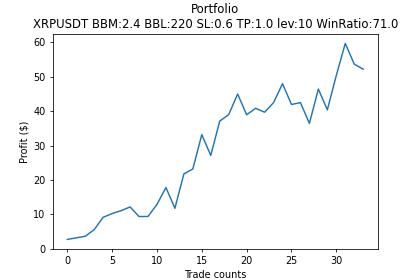 Portfolio
XRPUSDT BBM:2.4 BBL:220 SL:0.6 TP:1.0 lev:10 WinRatio:71.0
60
50
40
30
20
10
0
Profit ($)
0 5 10 15 20 25 30
Trade counts